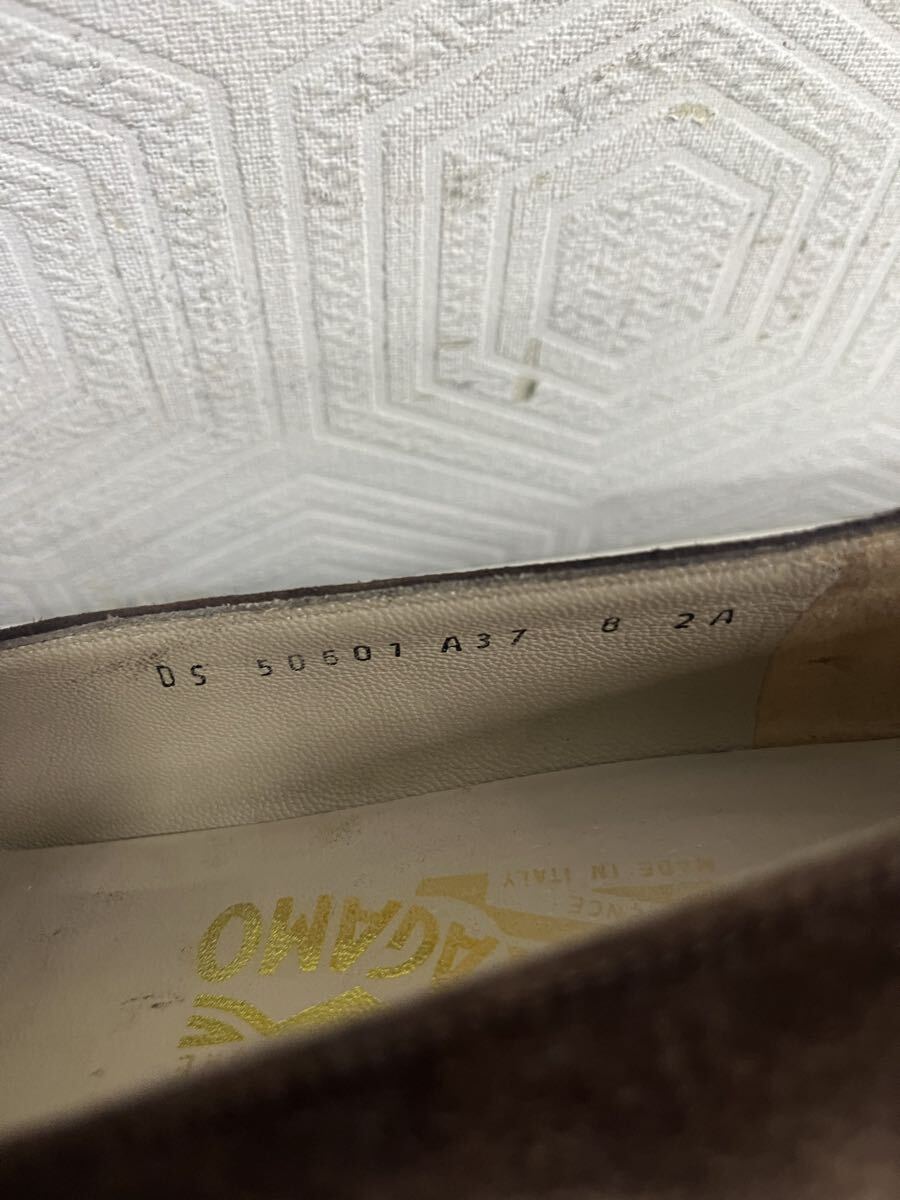 DS 50601 A37 8 2A
MADE IN ITALY
AGAMO